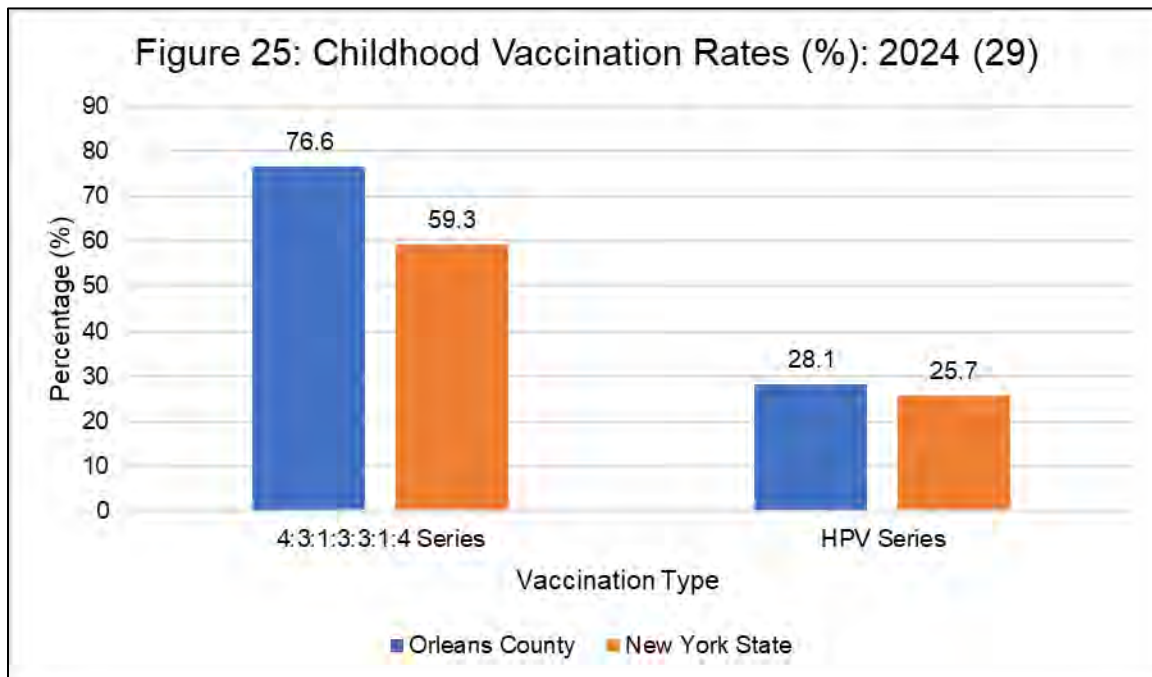 Figure 25: Childhood Vaccination Rates (%): 2024 (29)
Percentage (%)
90
80
70
60
50
40
30
20
10
0
76.6
59.3
28.1
25.7
4:3:1:3:3:1:4 Series
HPV Series
Vaccination Type
Orleans County
New York State